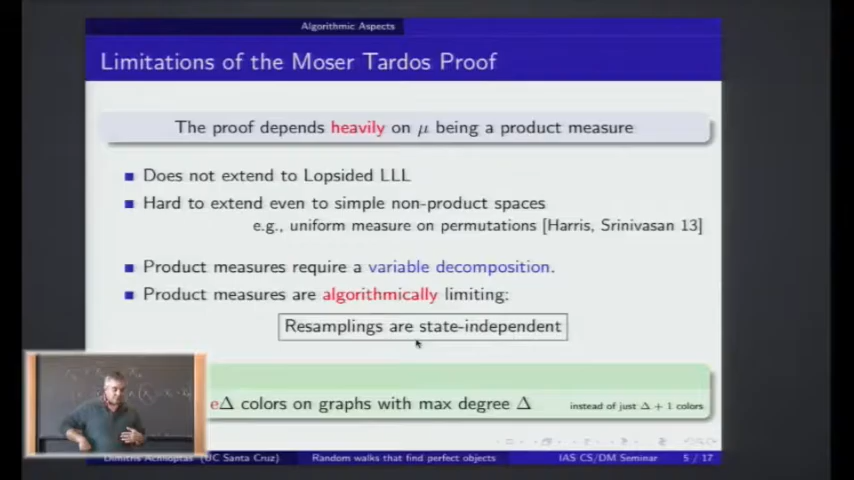 Algorithmic Aspects
Limitations of the Moser Tardos Proof
The proof depends heavily on μ being a product measure
Does not extend to Lopsided LLL
Hard to extend even to simple non-product spaces
e.g., uniform measure on permutations [Harris, Srinivasan 13]
Product measures require a variable decomposition.
Product measures are algorithmically limiting:
Resamplings are state-independent
eΔ colors on graphs with max degree Δ instead of just Δ + 1 colors
Dimitris Achlioptas (UC Santa Cruz) Random walks that find perfect objects IAS CS/DM Seminar 5 / 17